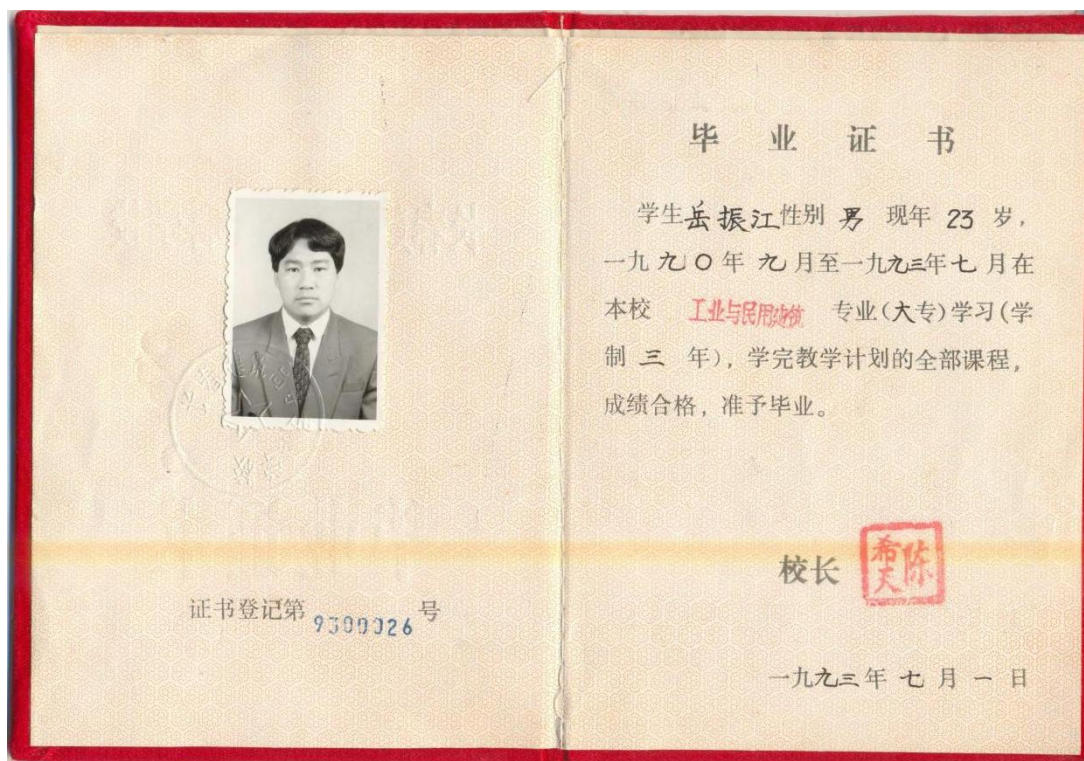 证书登记第 9300026 号
毕业证书
学生岳振江性别 男 现年 23 岁,
一九九〇年 九月至一九九三年七月在
本校 工业与民用建筑 专业(大专)学习(学
制 三 年),学完教学计划的全部课程,
成绩合格,准予毕业。
校长 陈希天
一九九三年 七 月 一 日